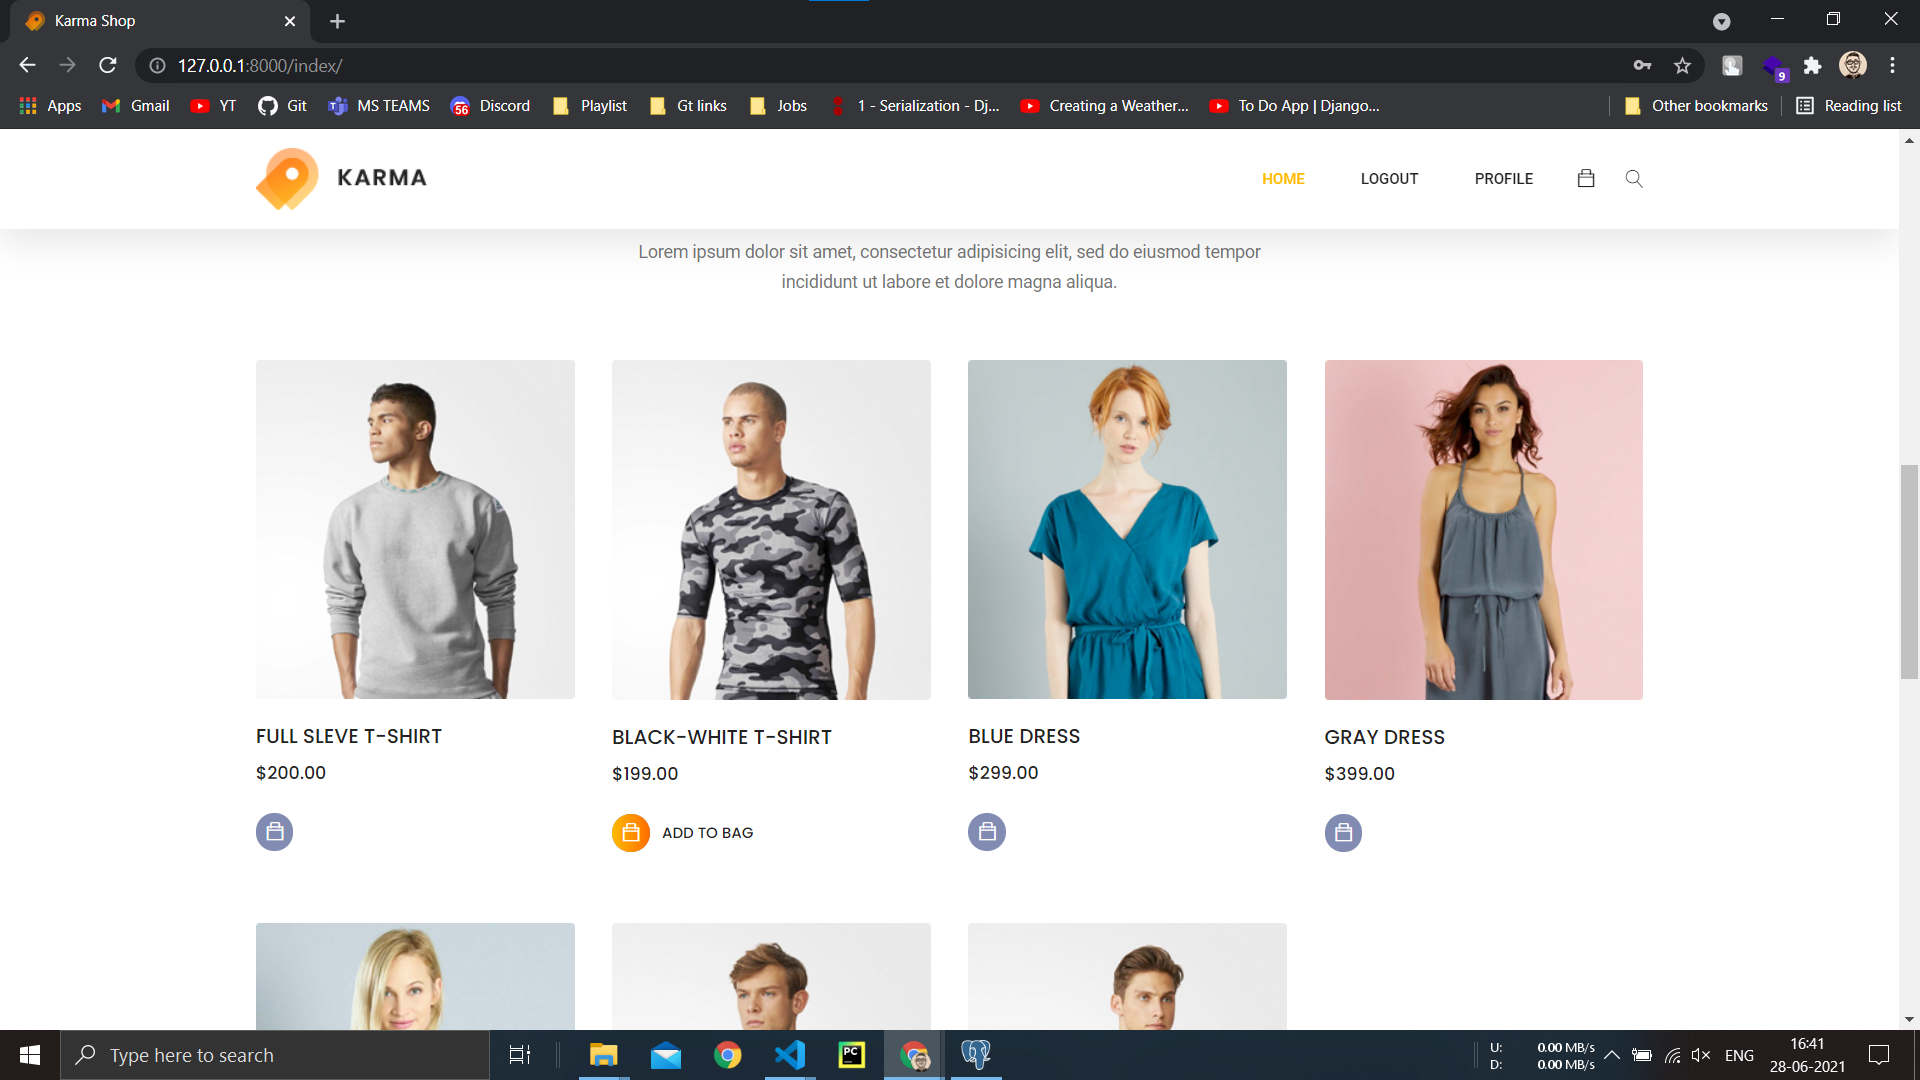 Karma Shop
127.0.0.1:8000/index/
9
Apps Gmail YT Git MS TEAMS 56 Discord Playlist Gt links Jobs 1 - Serialization - Dj... Creating a Weather... To Do App | Django... Other bookmarks Reading list
KARMA HOME LOGOUT PROFILE
Lorem ipsum dolor sit amet, consectetur adipisicing elit, sed do eiusmod tempor
incididunt ut labore et dolore magna aliqua.
FULL SLEVE T-SHIRT BLACK-WHITE T-SHIRT BLUE DRESS GRAY DRESS
$200.00 $199.00 $299.00 $399.00
ADD TO BAG
Type here to search
PC
U: 0.00 MB/s
D: 0.00 MB/s
ENG
16:41
28-06-2021